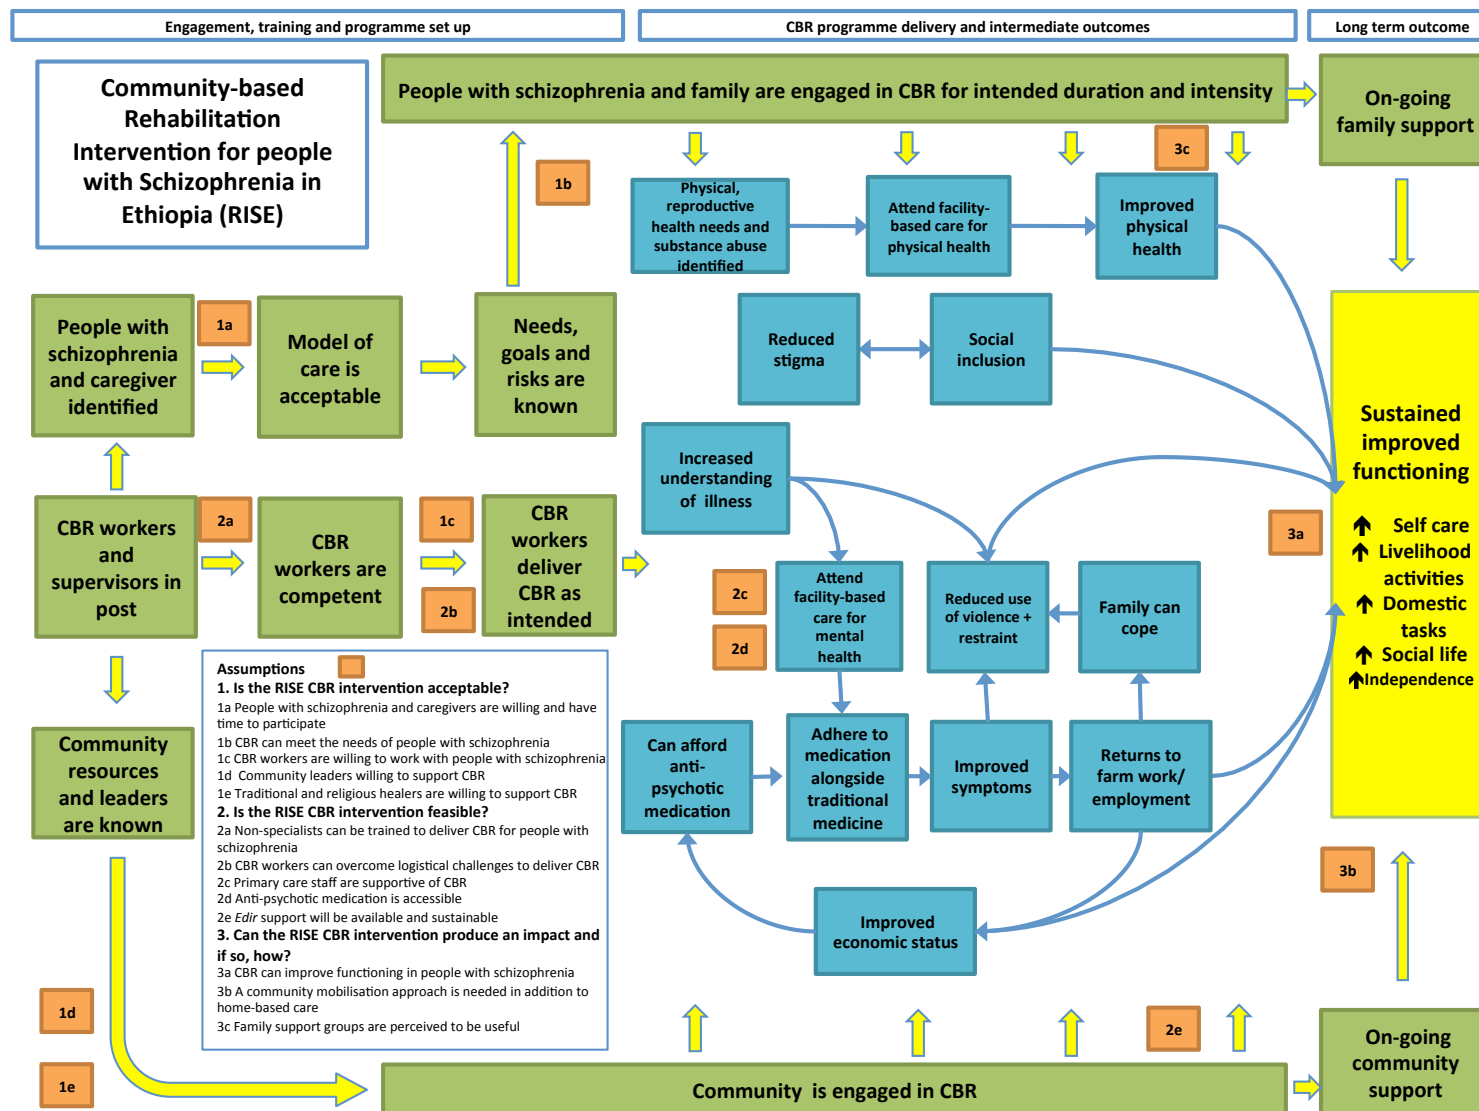 Engagement, training and programme set up
CBR programme delivery and intermediate outcomes
Long term outcome
Community-based
Rehabilitation
Intervention for people
with Schizophrenia in
Ethiopia (RISE)
People with schizophrenia and family are engaged in CBR for intended duration and intensity
On-going
family support
1b
3c
Physical,
reproductive
health needs and
substance abuse
identified
Attend facility-
based care for
physical health
Improved
physical
health
People with
schizophrenia
and caregiver
identified
1a
Model of
care is
acceptable
Needs,
goals and
risks are
known
Reduced
stigma
Social
inclusion
Increased
understanding
of illness
Sustained
improved
functioning
Self care
Livelihood
activities
Domestic
tasks
Social life
Independence
3a
CBR workers
and
supervisors in
post
2a
CBR
workers are
competent
1c
2b
CBR
workers
deliver
CBR as
intended
2c
2d
Attend
facility-based
care for
mental
health
Reduced use
of violence +
restraint
Family can
cope
Assumptions
1. Is the RISE CBR intervention acceptable?
1a People with schizophrenia and caregivers are willing and have
time to participate
1b CBR can meet the needs of people with schizophrenia
1c CBR workers are willing to work with people with schizophrenia
1d Community leaders willing to support CBR
1e Traditional and religious healers are willing to support CBR
2. Is the RISE CBR intervention feasible?
2a Non-specialists can be trained to deliver CBR for people with
schizophrenia
2b CBR workers can overcome logistical challenges to deliver CBR
2c Primary care staff are supportive of CBR
2d Anti-psychotic medication is accessible
2e Edir support will be available and sustainable
3. Can the RISE CBR intervention produce an impact and
if so, how?
3a CBR can improve functioning in people with schizophrenia
3b A community mobilisation approach is needed in addition to
home-based care
3c Family support groups are perceived to be useful
Community
resources
and leaders
are known
Can afford
anti-
psychotic
medication
Adhere to
medication
alongside
traditional
medicine
Improved
symptoms
Returns to
farm work/
employment
3b
Improved
economic status
1d
1e
2e
Community is engaged in CBR
On-going
community
support